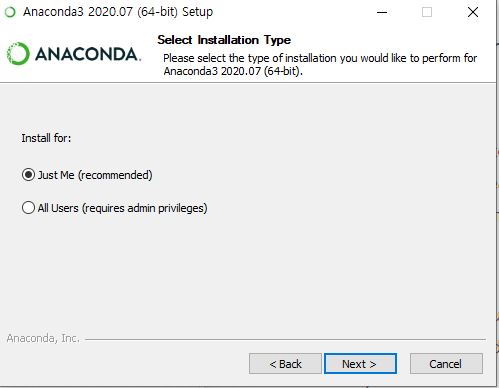 Anaconda3 2020.07 (64-bit) Setup
ANACONDA.
Select Installation Type
Please select the type of installation you would like to perform for
Anaconda3 2020.07 (64-bit).
Install for:
Just Me (recommended)
All Users (requires admin privileges)
Anaconda, Inc.
< Back
Next >
Cancel